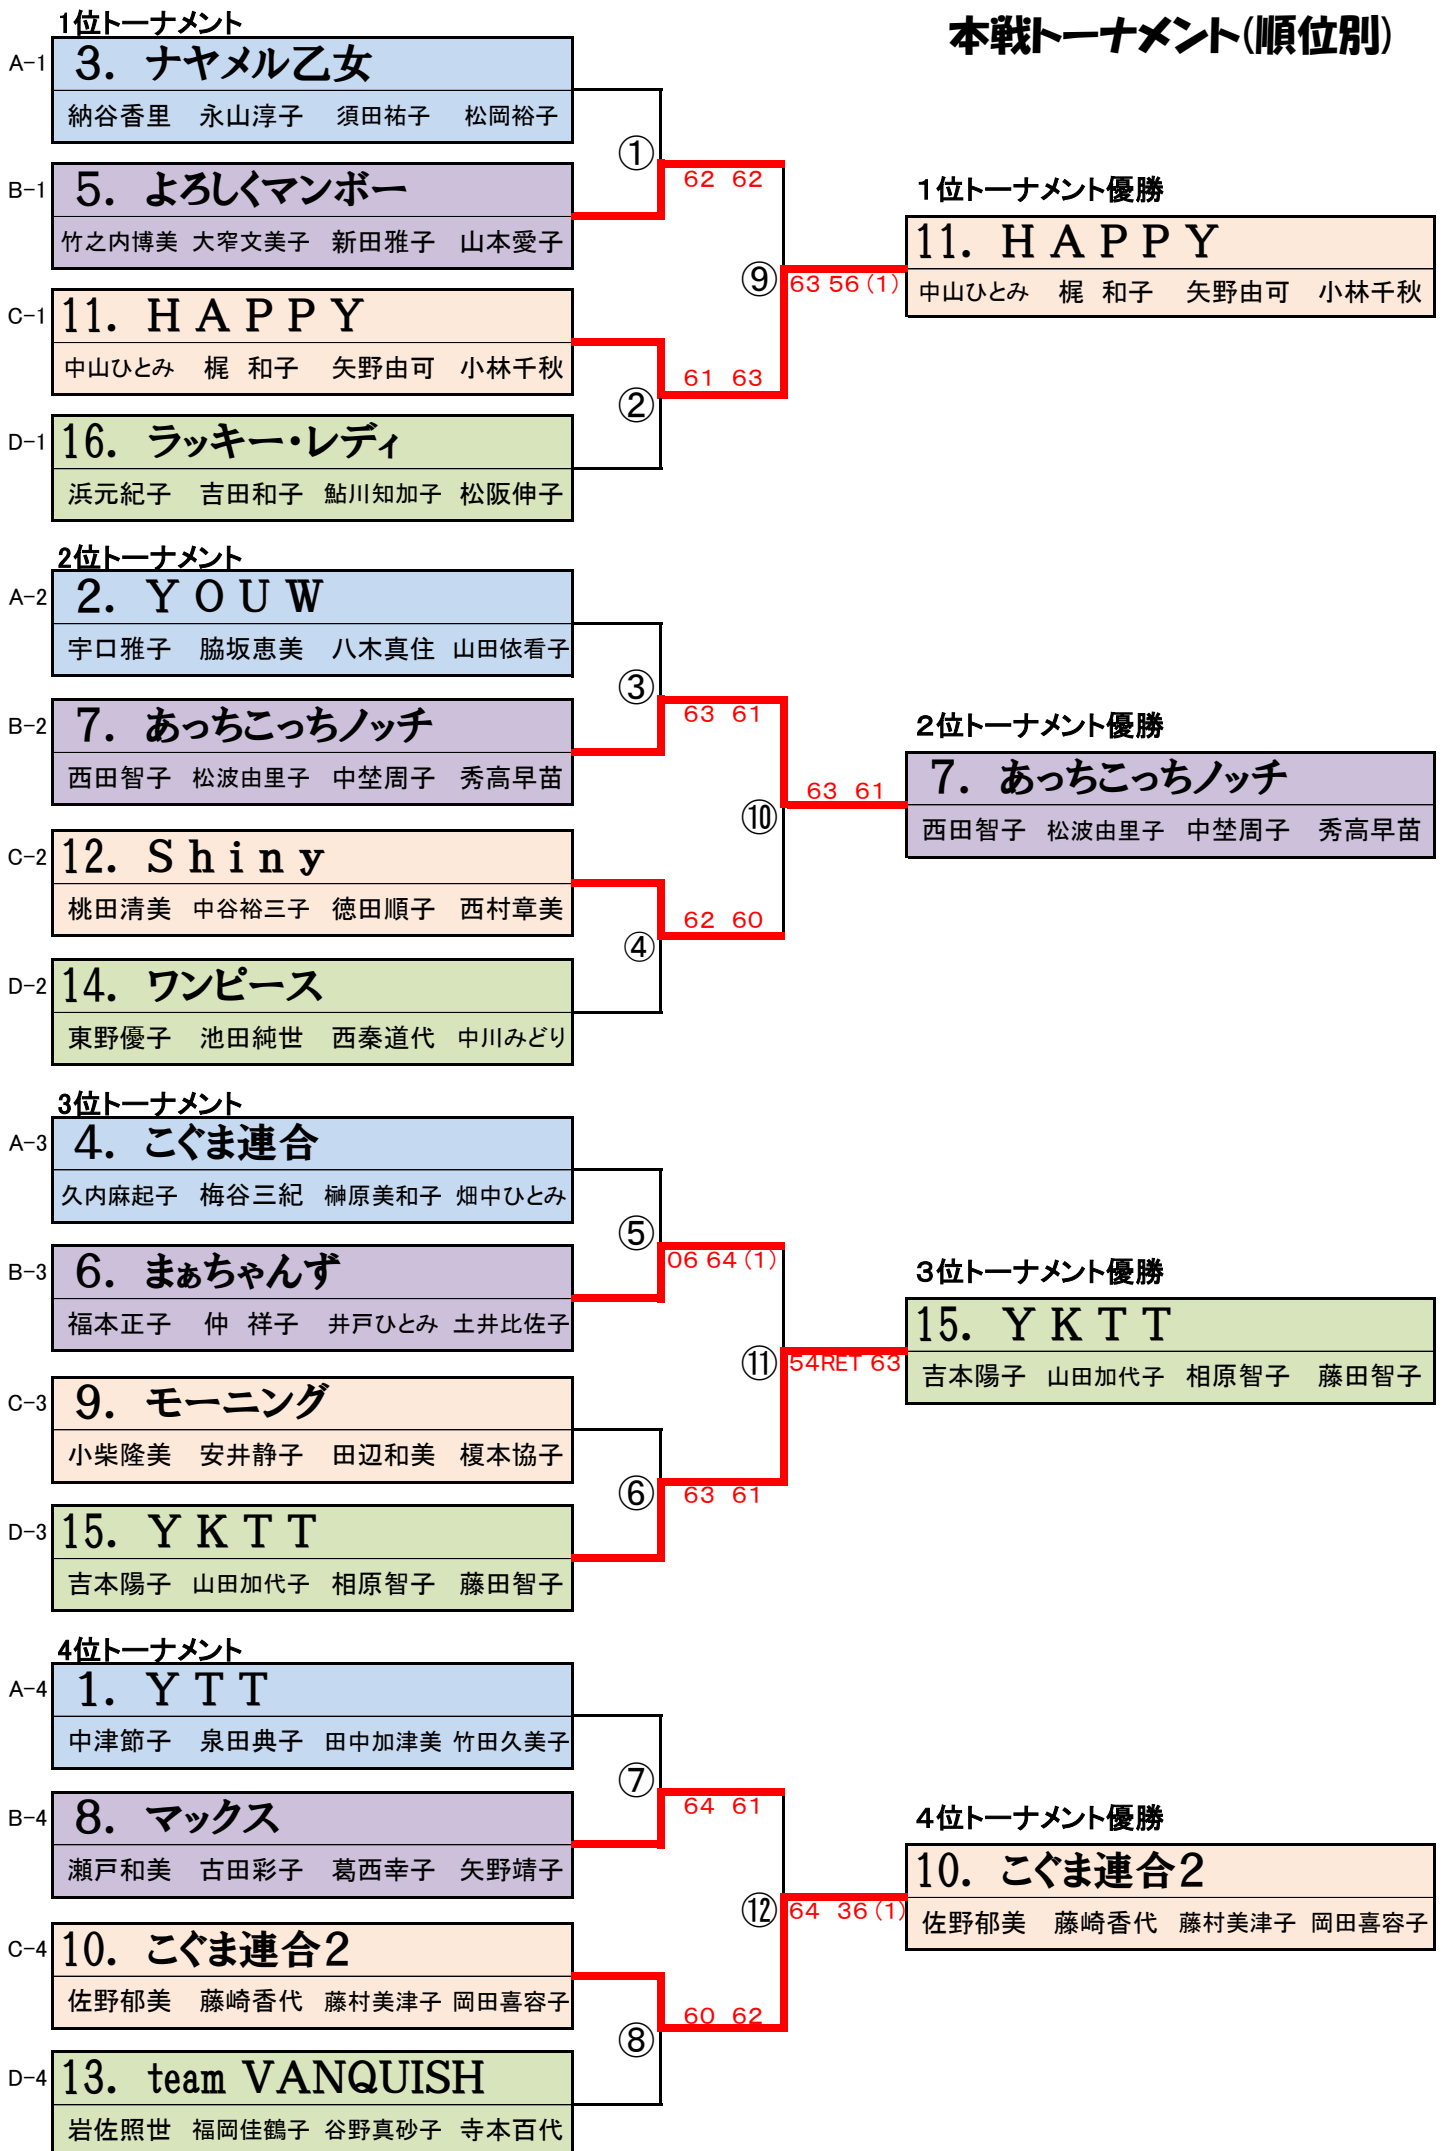 本戦トーナメント(順位別)
1位トーナメント
A-1
3. ナヤメル乙女
納谷香里 永山淳子 須田祐子 松岡裕子
①
B-1
5. よろしくマンボー
竹之内博美 大窄文美子 新田雅子 山本愛子
62 62
C-1
11. HAPPY
中山ひとみ 梶 和子 矢野由可 小林千秋
61 63
②
D-1
16. ラッキー・レディ
浜元紀子 吉田和子 鮎川知加子 松阪伸子
⑨
63 56(1)
1位トーナメント優勝
11. HAPPY
中山ひとみ 梶 和子 矢野由可 小林千秋
2位トーナメント
A-2
2. YOUW
宇口雅子 脇坂恵美 八木真住 山田依看子
③
B-2
7. あっちこっちノッチ
西田智子 松波由里子 中埜周子 秀高早苗
63 61
C-2
12. Shiny
桃田清美 中谷裕三子 徳田順子 西村章美
62 60
④
D-2
14. ワンピース
東野優子 池田純世 西秦道代 中川みどり
⑩
63 61
2位トーナメント優勝
7. あっちこっちノッチ
西田智子 松波由里子 中埜周子 秀高早苗
3位トーナメント
A-3
4. こぐま連合
久内麻起子 梅谷三紀 榊原美和子 畑中ひとみ
⑤
B-3
6. まぁちゃんず
福本正子 仲 祥子 井戸ひとみ 土井比佐子
06 64(1)
C-3
9. モーニング
小柴隆美 安井静子 田辺和美 榎本協子
⑥
63 61
D-3
15. YKTT
吉本陽子 山田加代子 相原智子 藤田智子
⑪
54RET 63
3位トーナメント優勝
15. YKTT
吉本陽子 山田加代子 相原智子 藤田智子
4位トーナメント
A-4
1. YTT
中津節子 泉田典子 田中加津美 竹田久美子
⑦
B-4
8. マックス
瀬戸和美 古田彩子 葛西幸子 矢野靖子
64 61
C-4
10. こぐま連合2
佐野郁美 藤崎香代 藤村美津子 岡田喜容子
60 62
⑧
D-4
13. team VANQUISH
岩佐照世 福岡佳鶴子 谷野真砂子 寺本百代
⑫
64 36(1)
4位トーナメント優勝
10. こぐま連合2
佐野郁美 藤崎香代 藤村美津子 岡田喜容子